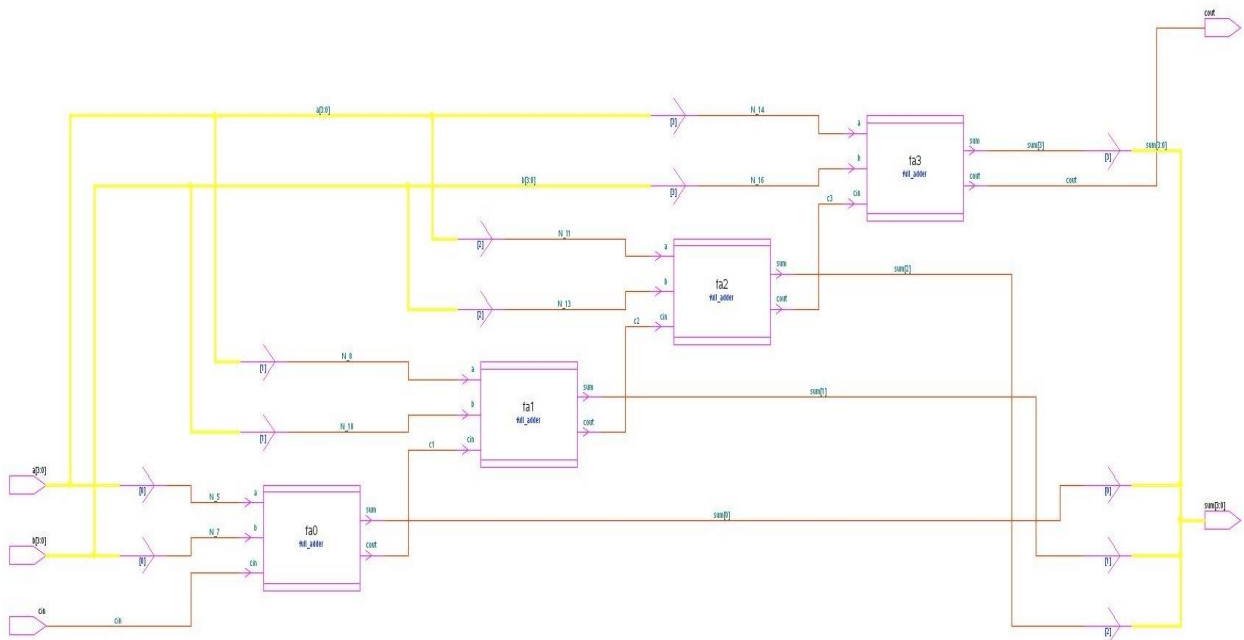 cout
a[3:0]
N_14
[3]
a
fa3
full_adder
sum
sum[3]
[3]
sum[3:0]
b[3:0]
N_16
[3]
b
cout
cout
c3
cin
N_11
[2]
a
fa2
full_adder
sum
sum[2]
N_13
[2]
b
cout
c2
cin
N_8
[1]
a
fa1
full_adder
sum
sum[1]
N_10
[1]
b
cout
c1
cin
a[3:0]
[0]
N_5
a
fa0
full_adder
sum
sum[0]
[0]
sum[3:0]
b[3:0]
[0]
N_7
b
cout
[1]
cin
cin
cin
[2]